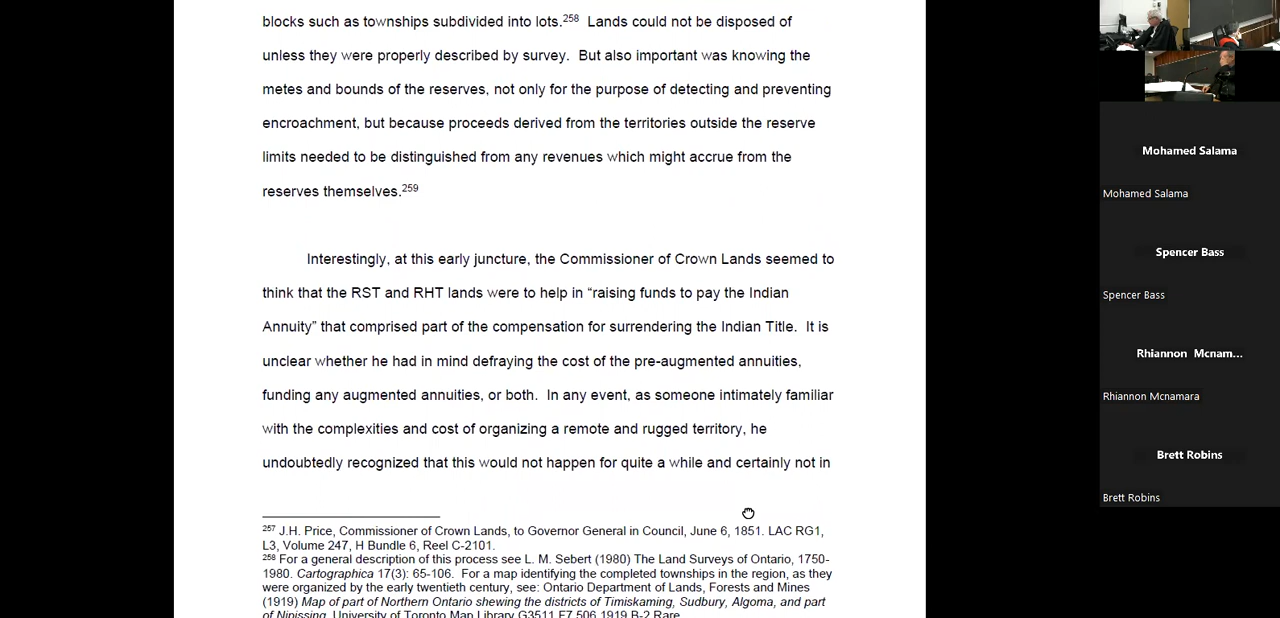 blocks such as townships subdivided into lots.258 Lands could not be disposed of
unless they were properly described by survey. But also important was knowing the
metes and bounds of the reserves, not only for the purpose of detecting and preventing
encroachment, but because proceeds derived from the territories outside the reserve
limits needed to be distinguished from any revenues which might accrue from the
reserves themselves.259
Interestingly, at this early juncture, the Commissioner of Crown Lands seemed to
think that the RST and RHT lands were to help in “raising funds to pay the Indian
Annuity” that comprised part of the compensation for surrendering the Indian Title. It is
unclear whether he had in mind defraying the cost of the pre-augmented annuities,
funding any augmented annuities, or both. In any event, as someone intimately familiar
with the complexities and cost of organizing a remote and rugged territory, he
undoubtedly recognized that this would not happen for quite a while and certainly not in
257 J.H. Price, Commissioner of Crown Lands, to Governor General in Council, June 6, 1851. LAC RG1,
L3, Volume 247, H Bundle 6, Reel C-2101.
258 For a general description of this process see L. M. Sebert (1980) The Land Surveys of Ontario, 1750-
1980. Cartographica 17(3): 65-106. For a map identifying the completed townships in the region, as they
were organized by the early twentieth century, see: Ontario Department of Lands, Forests and Mines
(1919) Map of part of Northern Ontario shewing the districts of Timiskaming, Sudbury, Algoma, and part
of Nipissing. University of Toronto Map Library G3511 F7 506 1919 B-2 Rare
Mohamed Salama
Mohamed Salama
Spencer Bass
Spencer Bass
Rhiannon Mcnam...
Rhiannon Mcnamara
Brett Robins
Brett Robins